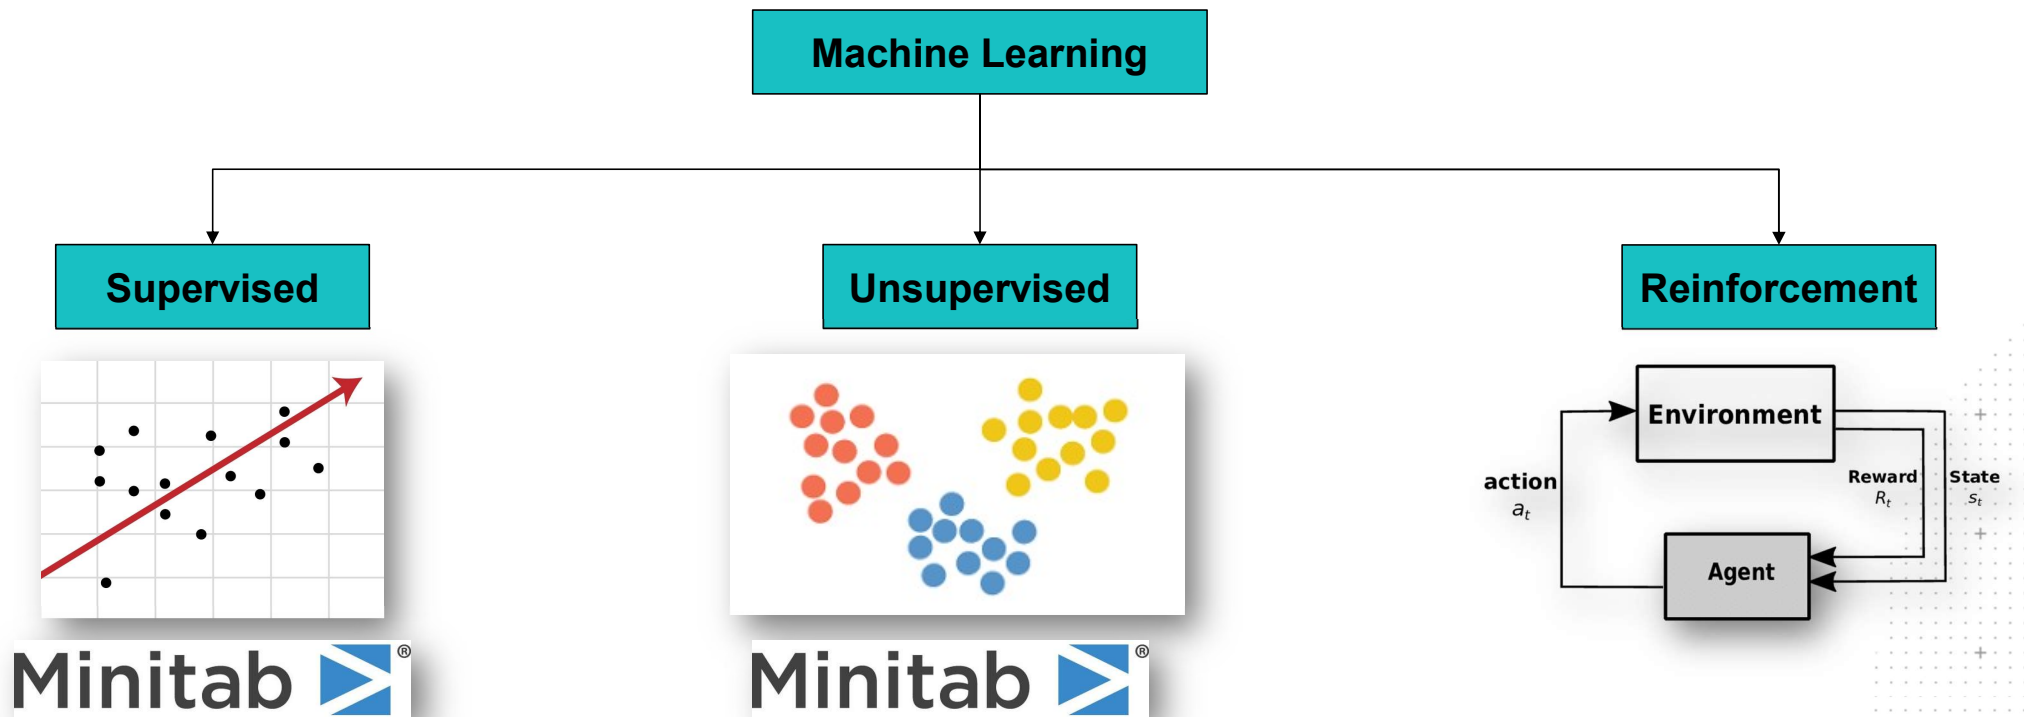 Machine Learning
Supervised
Unsupervised
Reinforcement
Environment
action
a_t
Reward
R_t
State
s_t
Agent
Minitab ®
Minitab ®